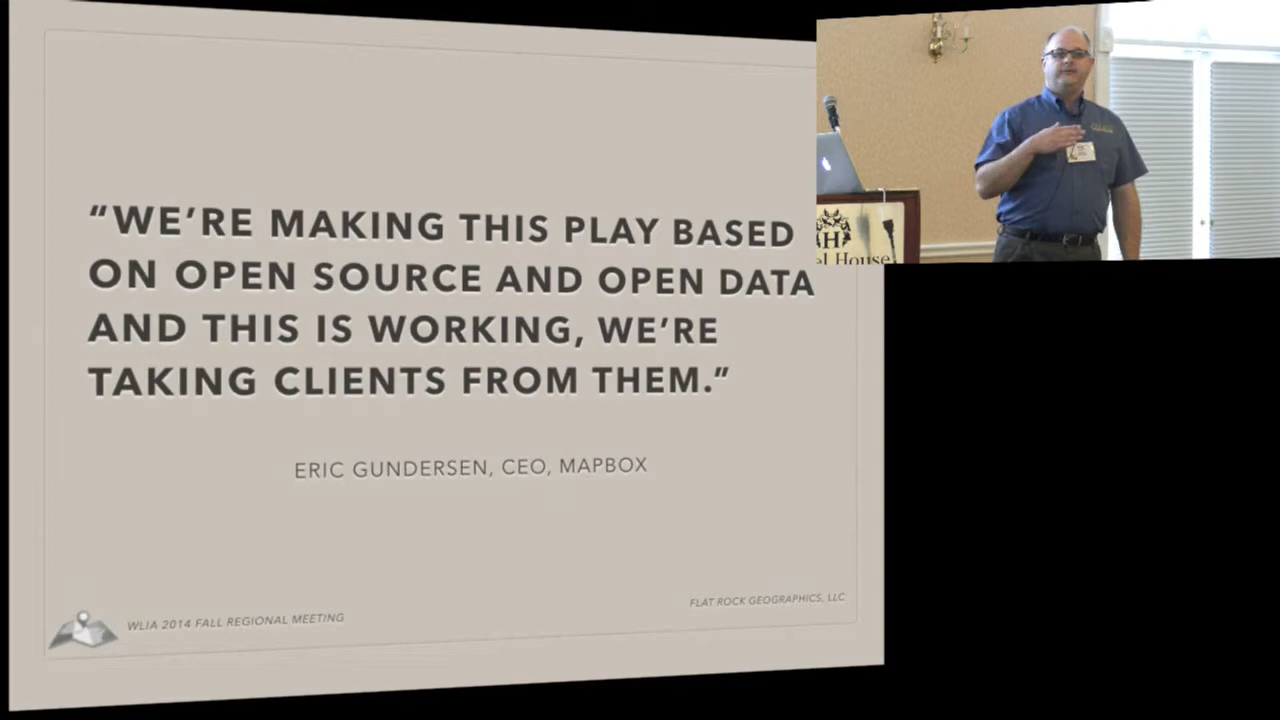 “WE’RE MAKING THIS PLAY BASED
ON OPEN SOURCE AND OPEN DATA
AND THIS IS WORKING, WE’RE
TAKING CLIENTS FROM THEM.”
ERIC GUNDERSEN, CEO, MAPBOX
WLIA 2014 FALL REGIONAL MEETING
FLAT ROCK GEOGRAPHICS, LLC
H
House